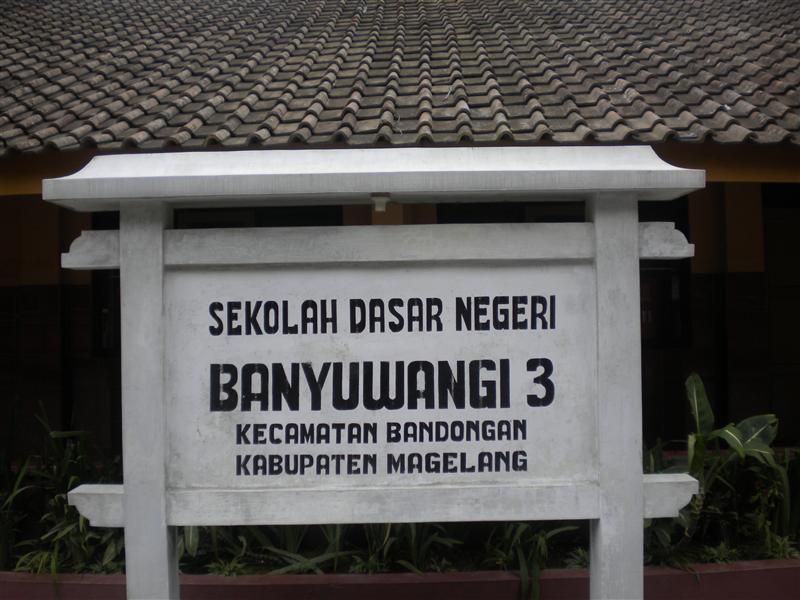 SEKOLAH DASAR NEGERI
BANYUWANGI 3
KECAMATAN BANDONGAN
KABUPATEN MAGELANG